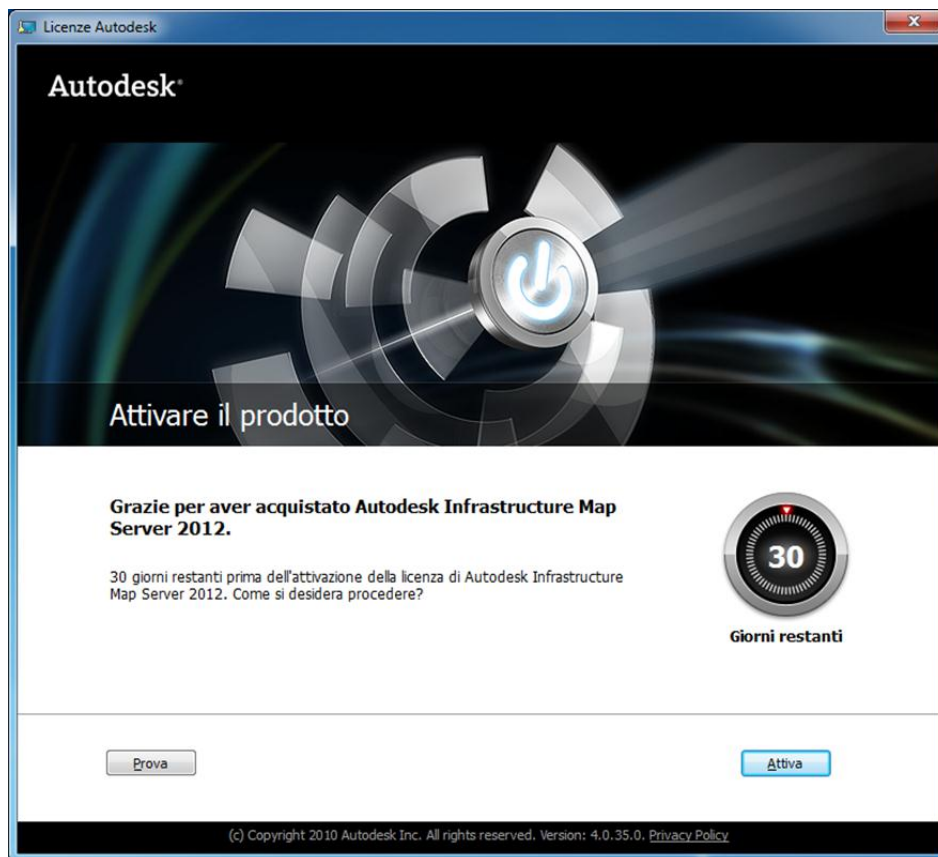 Licenze Autodesk
Autodesk®
Attivare il prodotto
Grazie per aver acquistato Autodesk Infrastructure Map
Server 2012.
30 giorni restanti prima dell'attivazione della licenza di Autodesk Infrastructure
Map Server 2012. Come si desidera procedere?
30
Giorni restanti
Prova
Attiva
(c) Copyright 2010 Autodesk Inc. All rights reserved. Version: 4.0.35.0. Privacy Policy